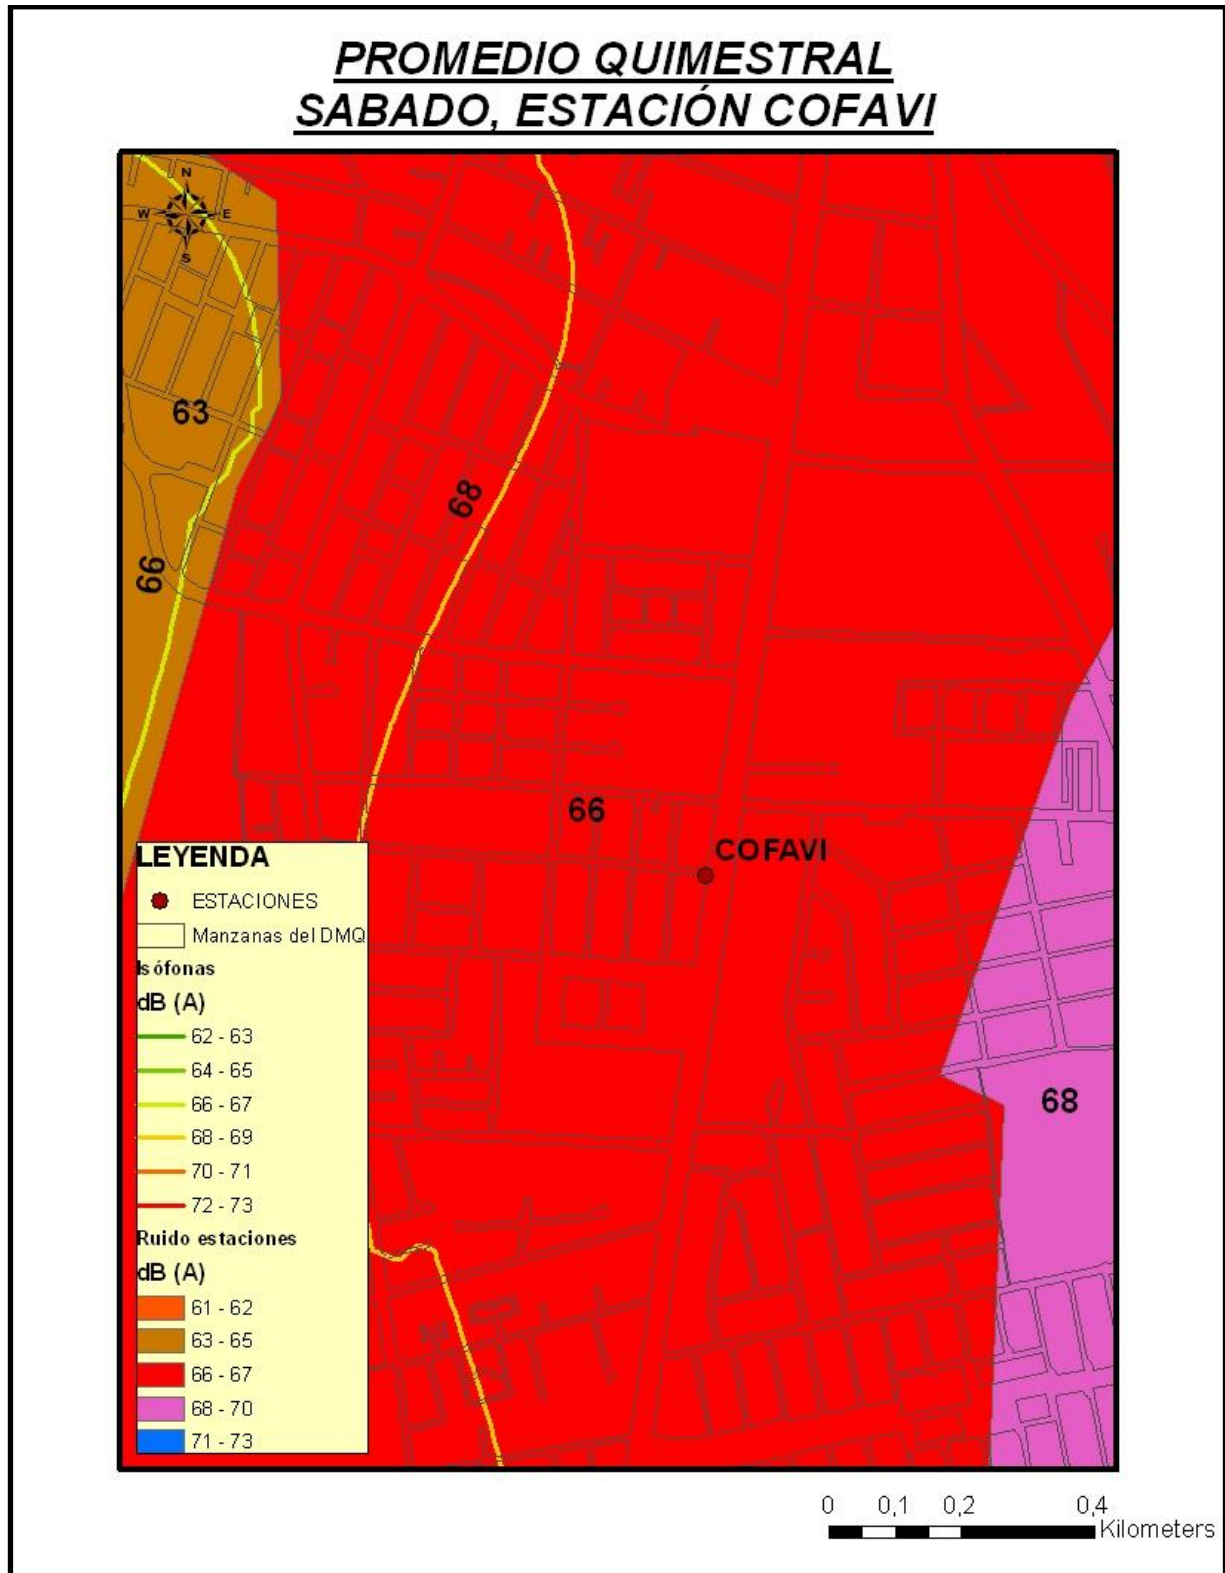 PROMEDIO QUIMESTRAL
SABADO, ESTACIÓN COFAVI
N
W E
S
63
68
66
66
COFAVI
68
LEYENDA
ESTACIONES
Manzanas del DMQ
Isófonas
dB (A)
62 - 63
64 - 65
66 - 67
68 - 69
70 - 71
72 - 73
Ruido estaciones
dB (A)
61 - 62
63 - 65
66 - 67
68 - 70
71 - 73
0 0,1 0,2 0,4
Kilometers